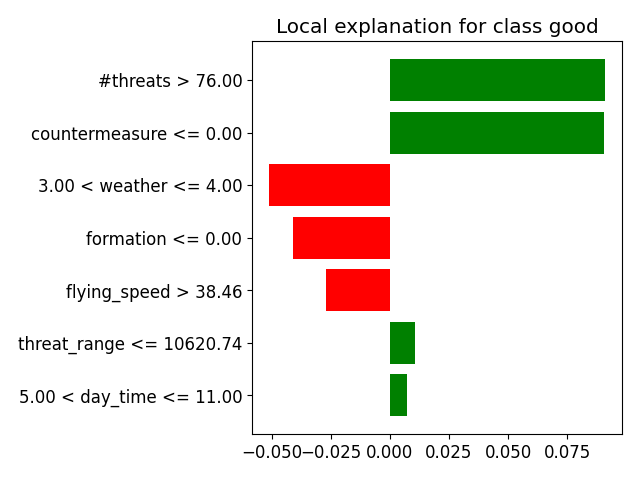 Local explanation for class good
#threats > 76.00
countermeasure <= 0.00
3.00 < weather <= 4.00
formation <= 0.00
flying_speed > 38.46
threat_range <= 10620.74
5.00 < day_time <= 11.00
−0.050 −0.025 0.000 0.025 0.050 0.075